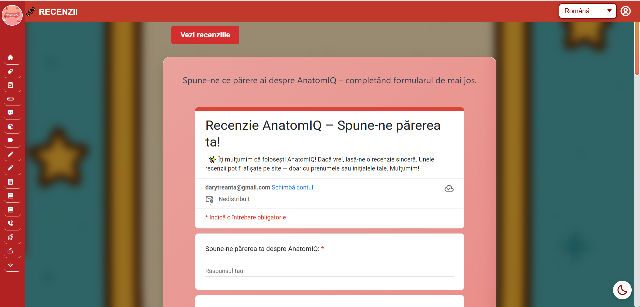 RECENZII
Română
Vezi recenziile
Spune-ne ce părere ai despre AnatomIQ – completând formularul de mai jos.
Recenzie AnatomIQ – Spune-ne părerea
ta!
Îți mulțumim că folosești AnatomIQ! Dacă vrei, lasă-ne o recenzie sinceră. Unele
recenzii pot fi afișate pe site — doar cu prenumele sau inițialele tale. Mulțumim!
darytreanta@gmail.com Schimbă contul
Nedistribuit
* Indică o întrebare obligatorie
Spune-ne părerea ta despre AnatomIQ: *
Răspunsul tău